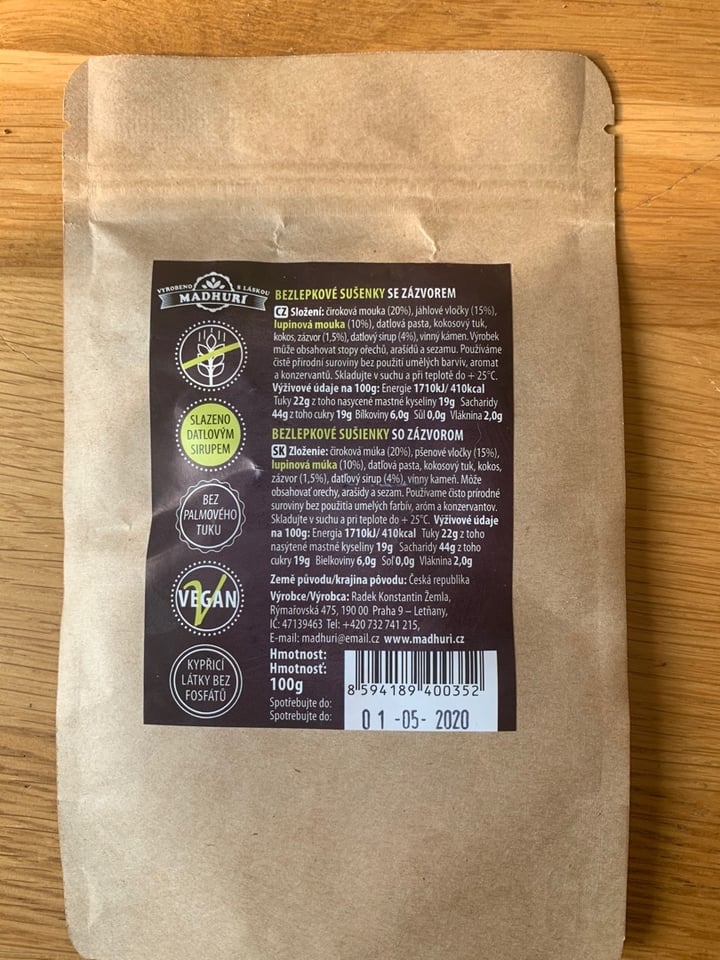 VYROBENO S LÁSKOU
MADHURÍ
SLAZENO
DATLOVÝM
SIRUPEM
BEZ
PALMOVÉHO
TUKU
VEGAN
KYPŘICÍ
LÁTKY BEZ
FOSFÁTŮ
BEZLEPKOVÉ SUŠENKY SE ZÁZVOREM
CZ Složení: čiroková mouka (20%), jáhlové vločky (15%),
lupinová mouka (10%), datlová pasta, kokosový tuk,
kokos, zázvor (1,5%), datlový sirup (4%), vinný kámen. Výrobek
může obsahovat stopy ořechů, arašídů a sezamu. Používáme
čistě přírodní suroviny bez použití umělých barviv, aromat
a konzervantů. Skladujte v suchu a při teplotě do + 25°C.
Výživové údaje na 100g: Energie 1710kJ/ 410kcal
Tuky 22g z toho nasycené mastné kyseliny 19g Sacharidy
44g z toho cukry 19g Bílkoviny 6,0g Sůl 0,0g Vláknina 2,0g
BEZLEPKOVÉ SUŠIENKY SO ZÁZVOROM
SK Zloženie: čiroková múka (20%), pšenové vločky (15%),
lupinová múka (10%), datľová pasta, kokosový tuk, kokos,
zázvor (1,5%), datľový sirup (4%), vinny kameň. Môže
obsahovať orechy, arašidy a sezam. Používame čisto prírodné
suroviny bez použitia umelých farbív, aróm a konzervantov.
Skladujte v suchu a pri teplote do + 25°C. Výživové údaje
na 100g: Energia 1710kJ/ 410kcal Tuky 22g z toho
nasýtené mastné kyseliny 19g Sacharidy 44g z toho
cukry 19g Bielkoviny 6,0g Soľ 0,0g Vláknina 2,0g
Země původu/krajina pôvodu: Česká republika
Výrobce/Výrobca: Radek Konstantin Žemla,
Rýmařovská 475, 190 00 Praha 9 – Letňany,
IČ: 47139463 Tel: +420 732 741 215,
E-mail: madhuri@email.cz www.madhuri.cz
Hmotnost:
Hmotnosť:
100g
Spotřebujte do:
Spotrebujte do:
8 594189 400352
01 -05- 2020